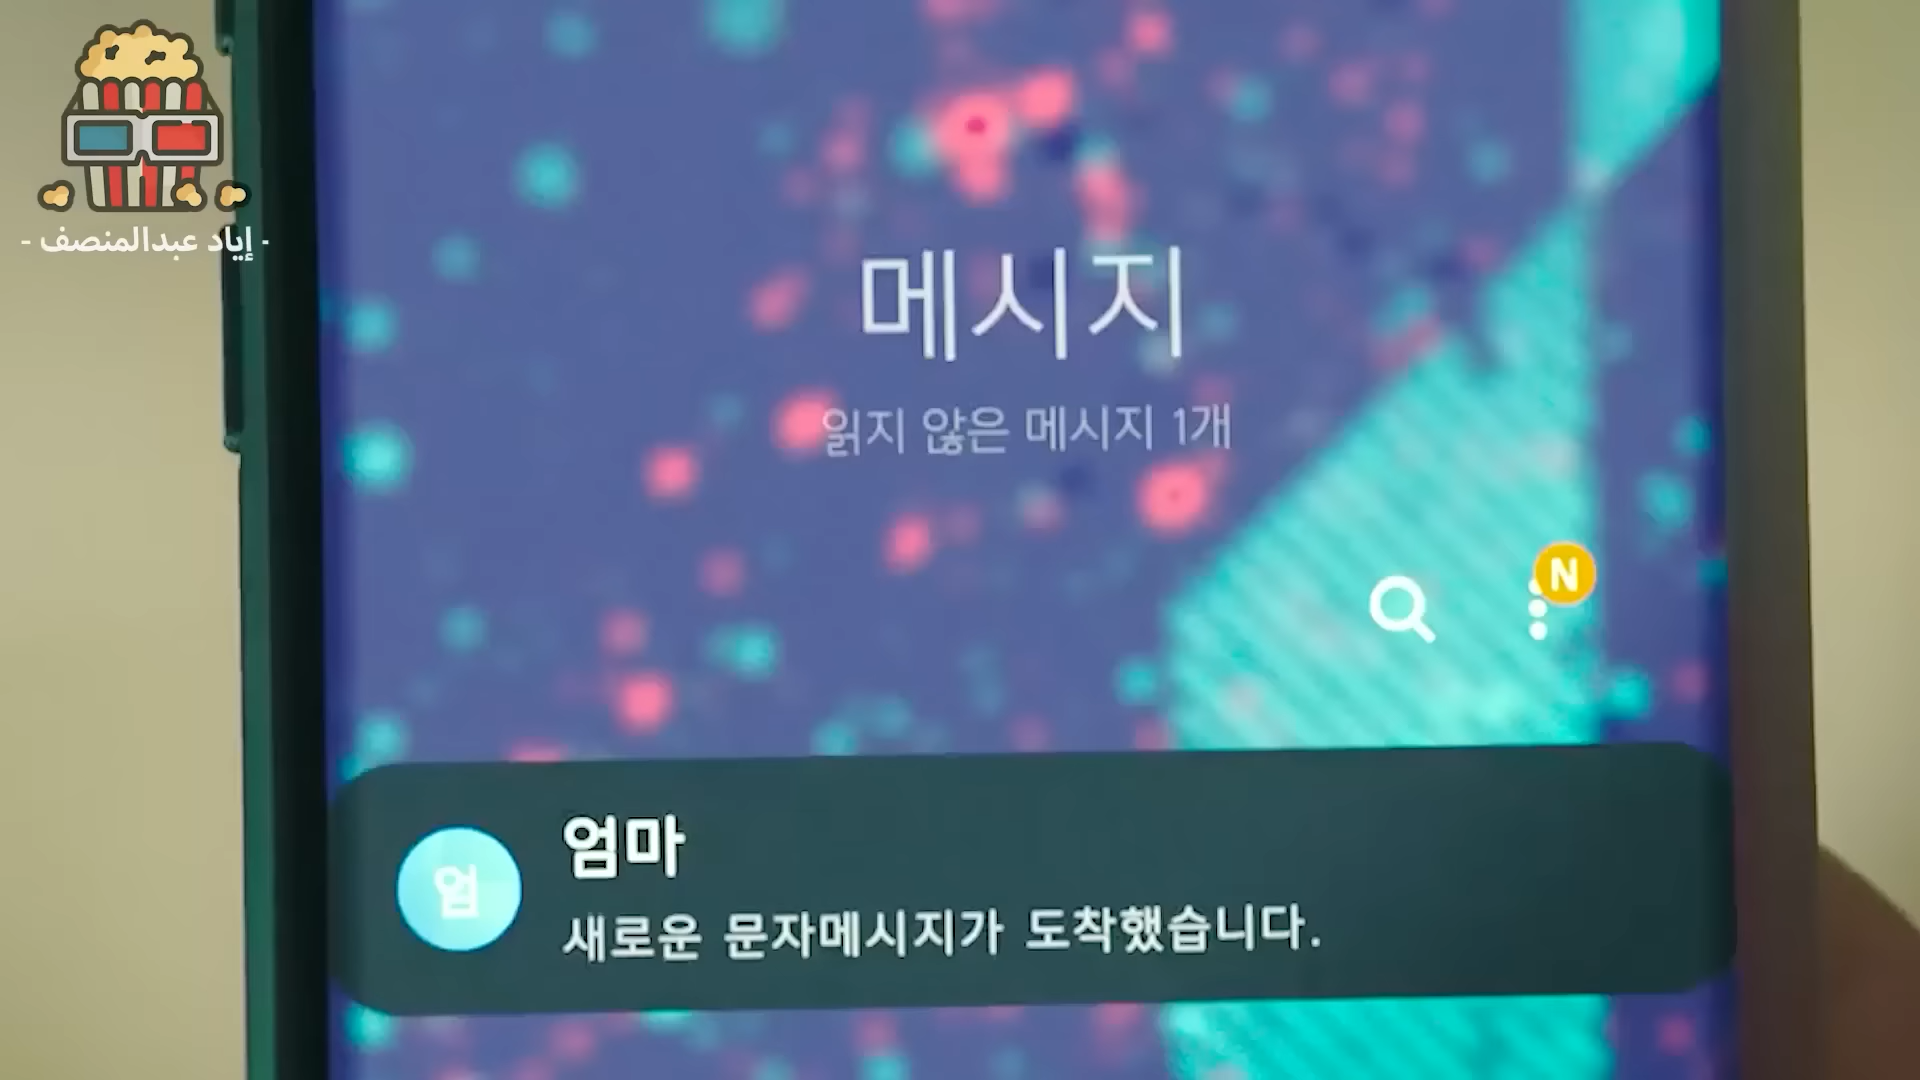 - إياد عبدالمنصف -
메시지
읽지 않은 메시지 1개
N
엄마
엄
새로운 문자메시지가 도착했습니다.